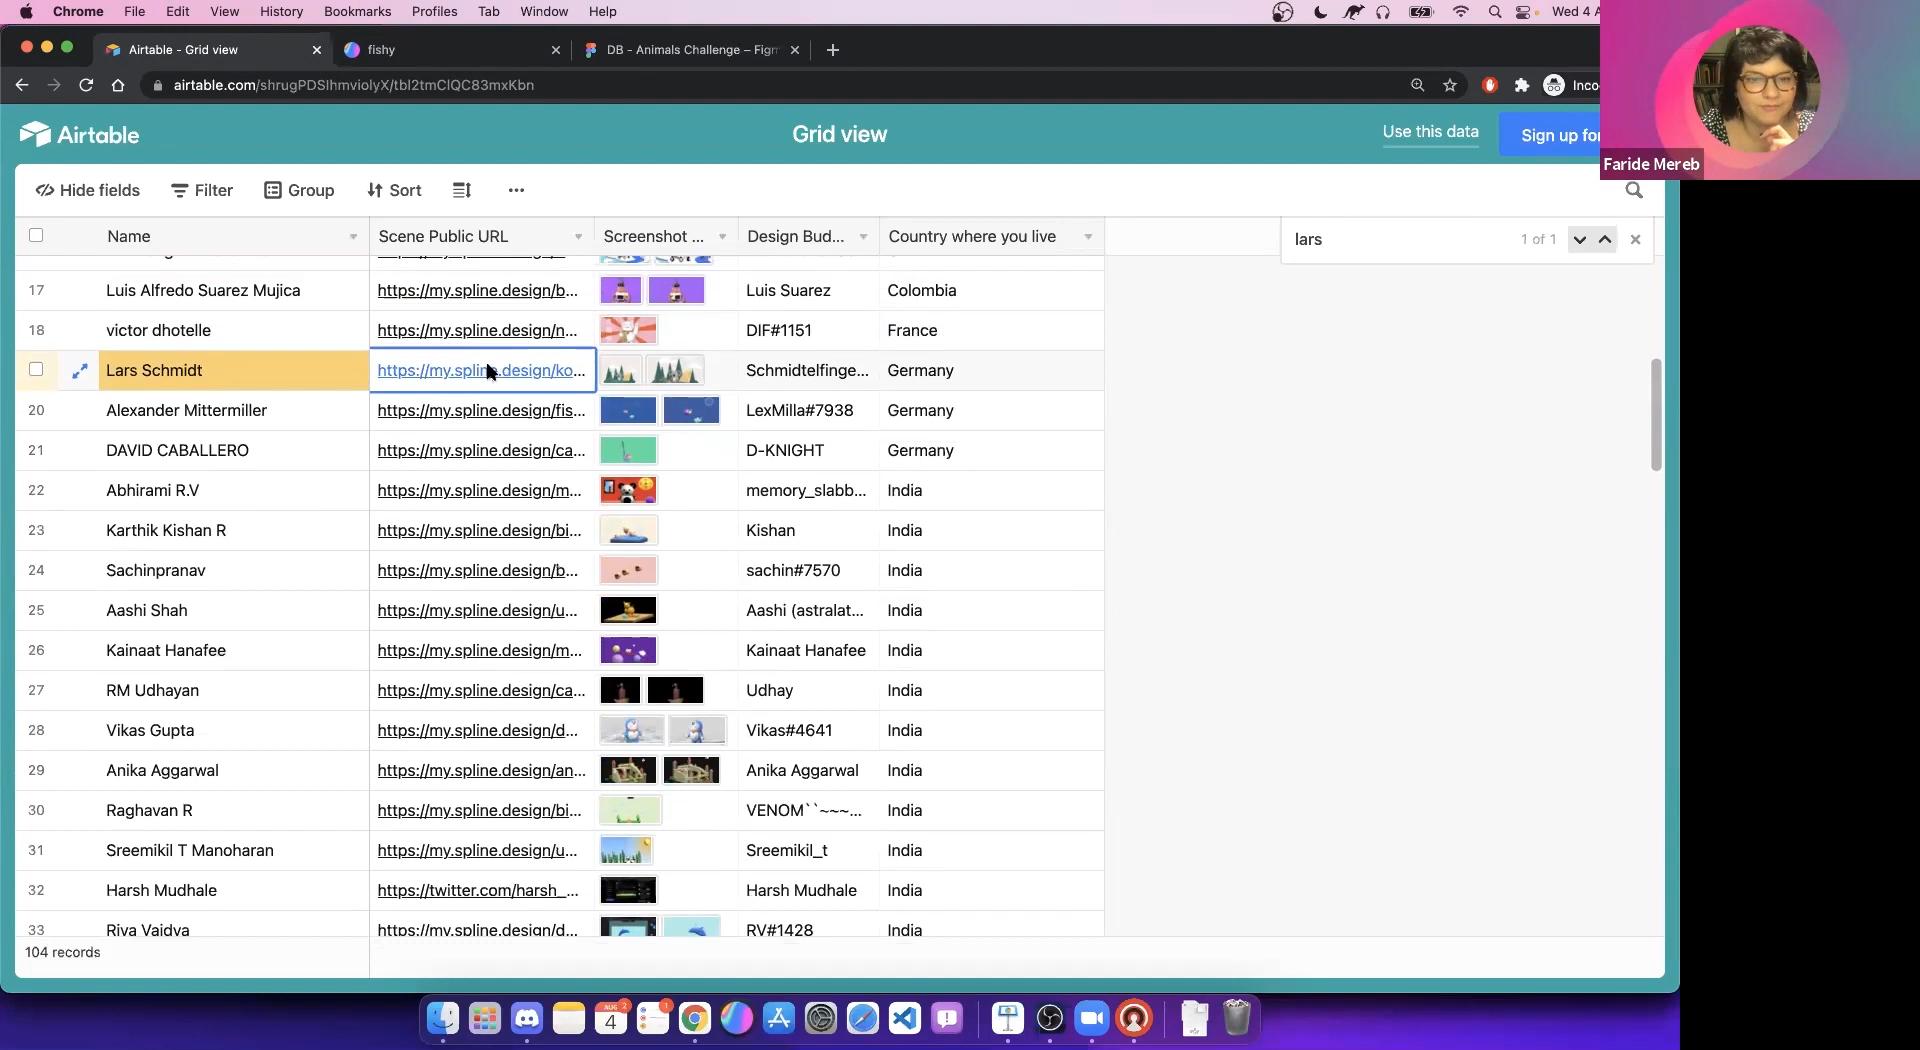 Chrome File Edit View History Bookmarks Profiles Tab Window Help Wed 4 A
Airtable - Grid view
fishy
DB - Animals Challenge – Figm
airtable.com/shrugPDSIhmviolyX/tbl2tmClQC83mxKbn
Inco
Faride Mereb
Airtable
Grid view
Use this data
Sign up for
Hide fields Filter Group Sort
Name Scene Public URL Screenshot ... Design Bud... Country where you live
lars 1 of 1
17 Luis Alfredo Suarez Mujica https://my.spline.design/b... Luis Suarez Colombia
18 victor dhotelle https://my.spline.design/n... DIF#1151 France
Lars Schmidt https://my.spline.design/ko... Schmidtelfinge... Germany
20 Alexander Mittermiller https://my.spline.design/fis... LexMilla#7938 Germany
21 DAVID CABALLERO https://my.spline.design/ca... D-KNIGHT Germany
22 Abhirami R.V https://my.spline.design/m... memory_slabb... India
23 Karthik Kishan R https://my.spline.design/bi... Kishan India
24 Sachinpranav https://my.spline.design/b... sachin#7570 India
25 Aashi Shah https://my.spline.design/u... Aashi (astralat... India
26 Kainaat Hanafee https://my.spline.design/m... Kainaat Hanafee India
27 RM Udhayan https://my.spline.design/ca... Udhay India
28 Vikas Gupta https://my.spline.design/d... Vikas#4641 India
29 Anika Aggarwal https://my.spline.design/an... Anika Aggarwal India
30 Raghavan R https://my.spline.design/bi... VENOM``~~~... India
31 Sreemikil T Manoharan https://my.spline.design/u... Sreemikil_t India
32 Harsh Mudhale https://twitter.com/harsh_... Harsh Mudhale India
33 Riya Vaidya https://my.spline.design/d... RV#1428 India
104 records
AUG 2
4
1